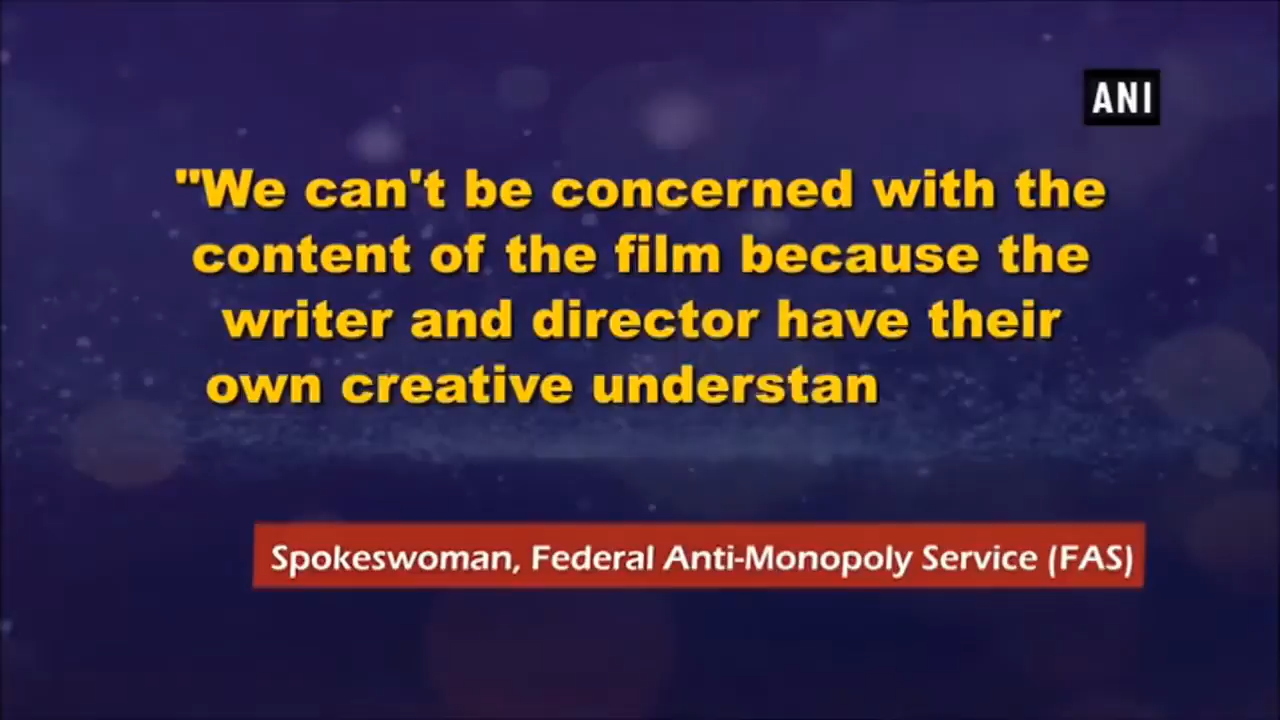 ANI
"We can't be concerned with the
content of the film because the
writer and director have their
own creative understan
Spokeswoman, Federal Anti-Monopoly Service (FAS)